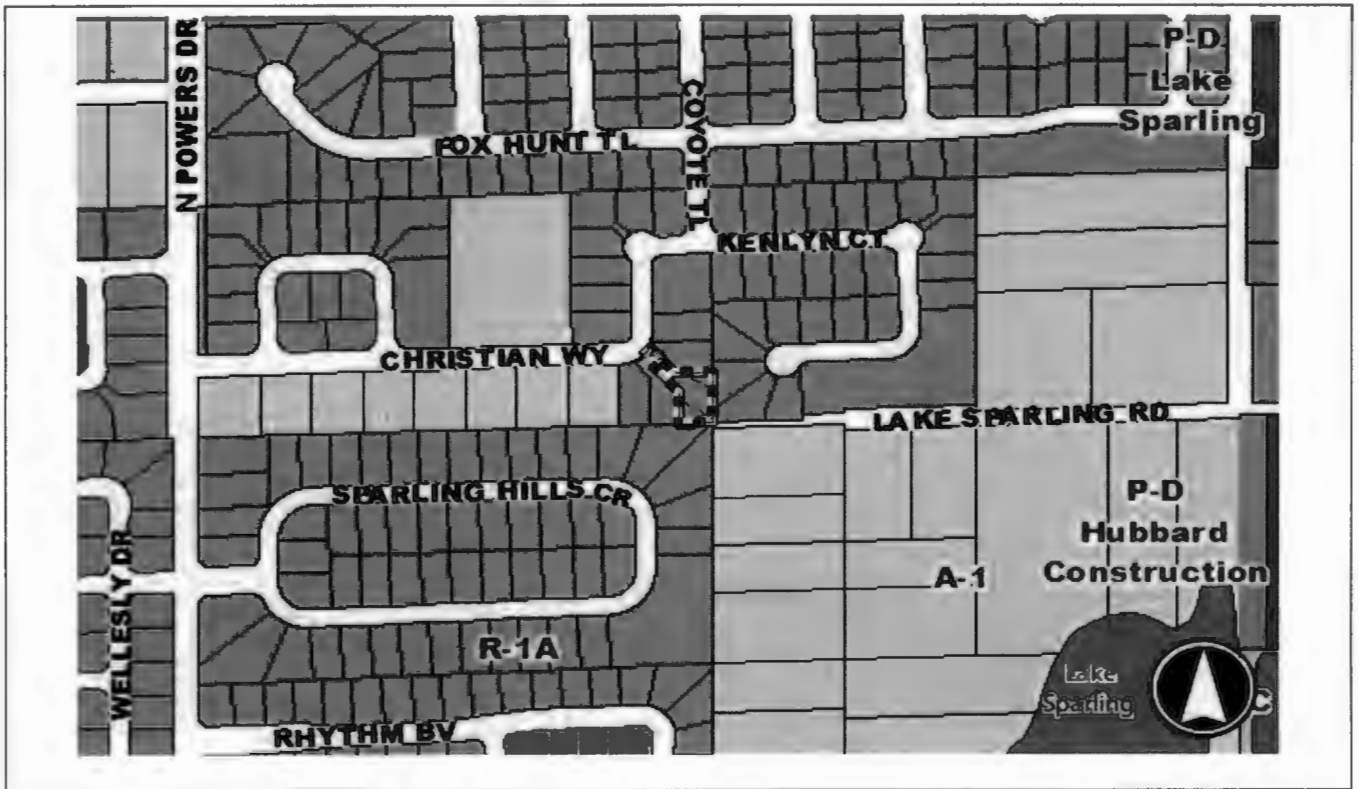 N POWERS DR
P-D
Lake
Sparling
COYOTE TL
FOX HUNT TL
KENLYN CT
CHRISTIAN WY
LAKE SPARLING RD
SPARLING HILLS CR
P-D
Hubbard
Construction
A-1
WELLESLY DR
R-1A
Lake
Sparling
C
RHYTHM BV